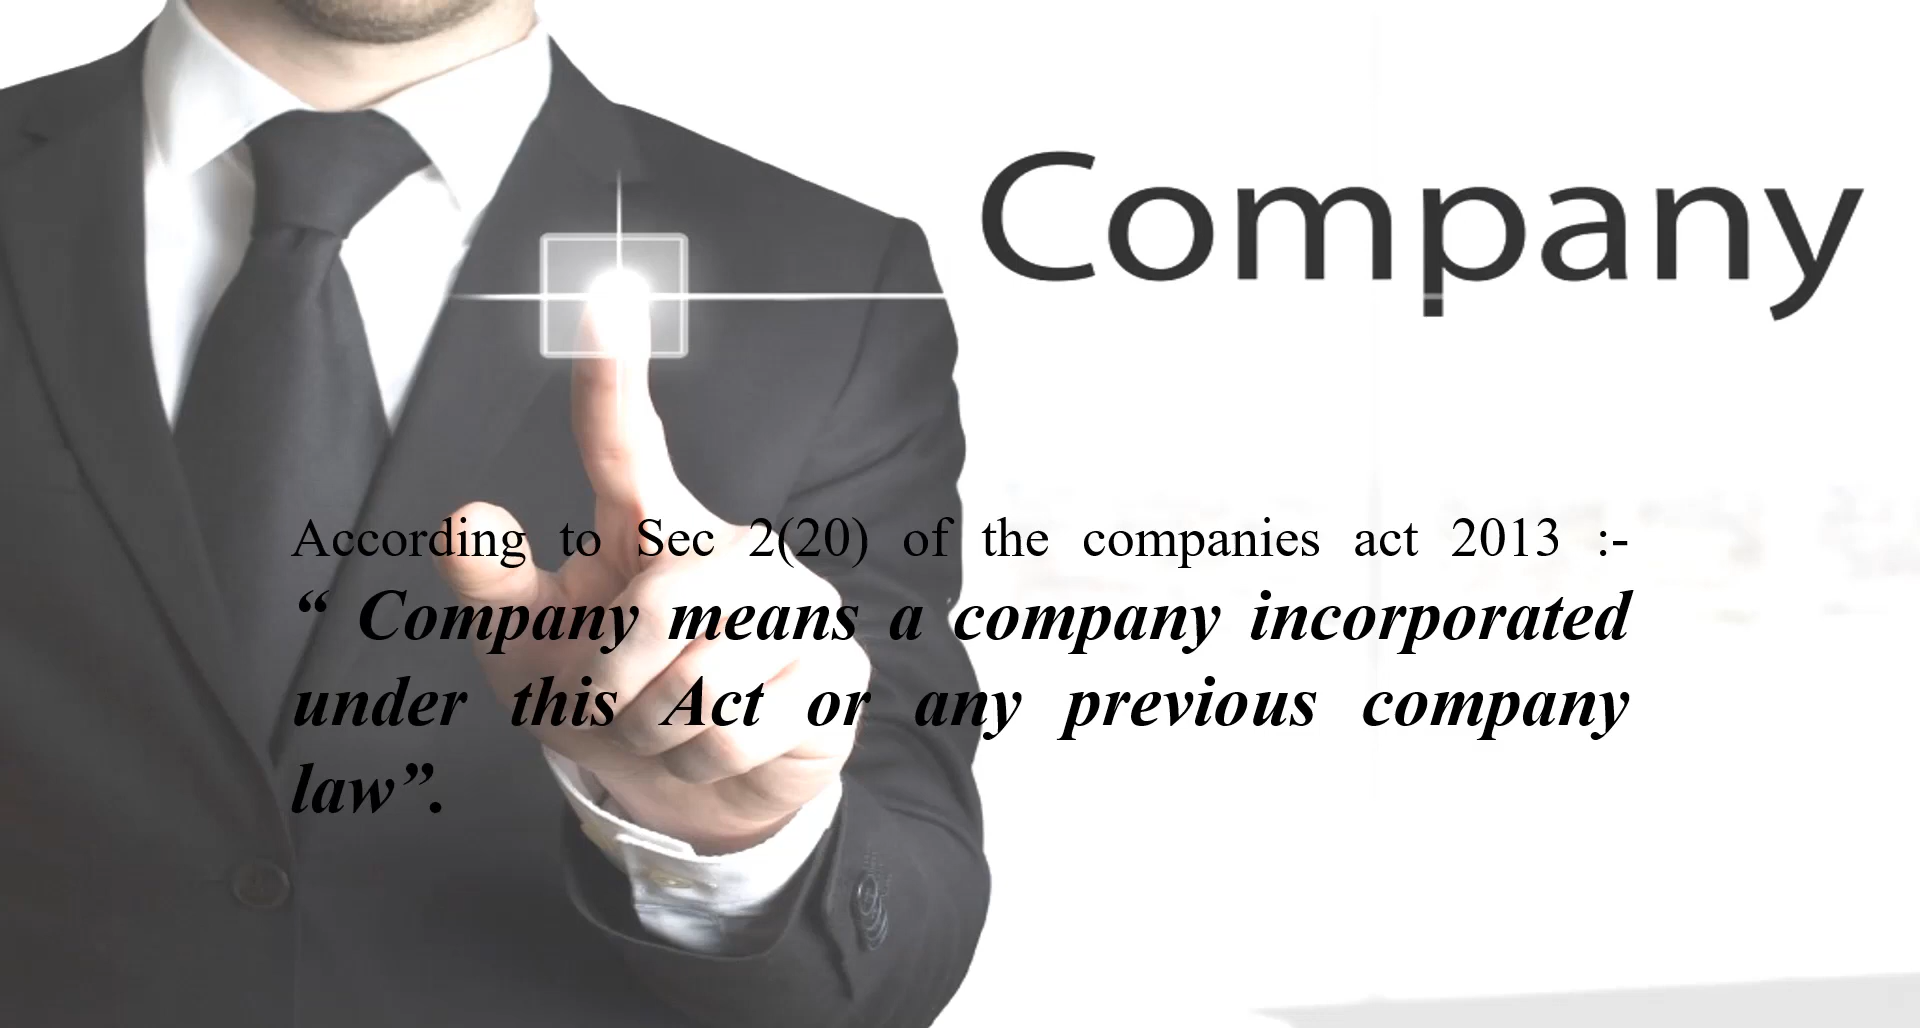 Company
According to Sec 2(20) of the companies act 2013 :-
“ Company means a company incorporated
under this Act or any previous company
law”.